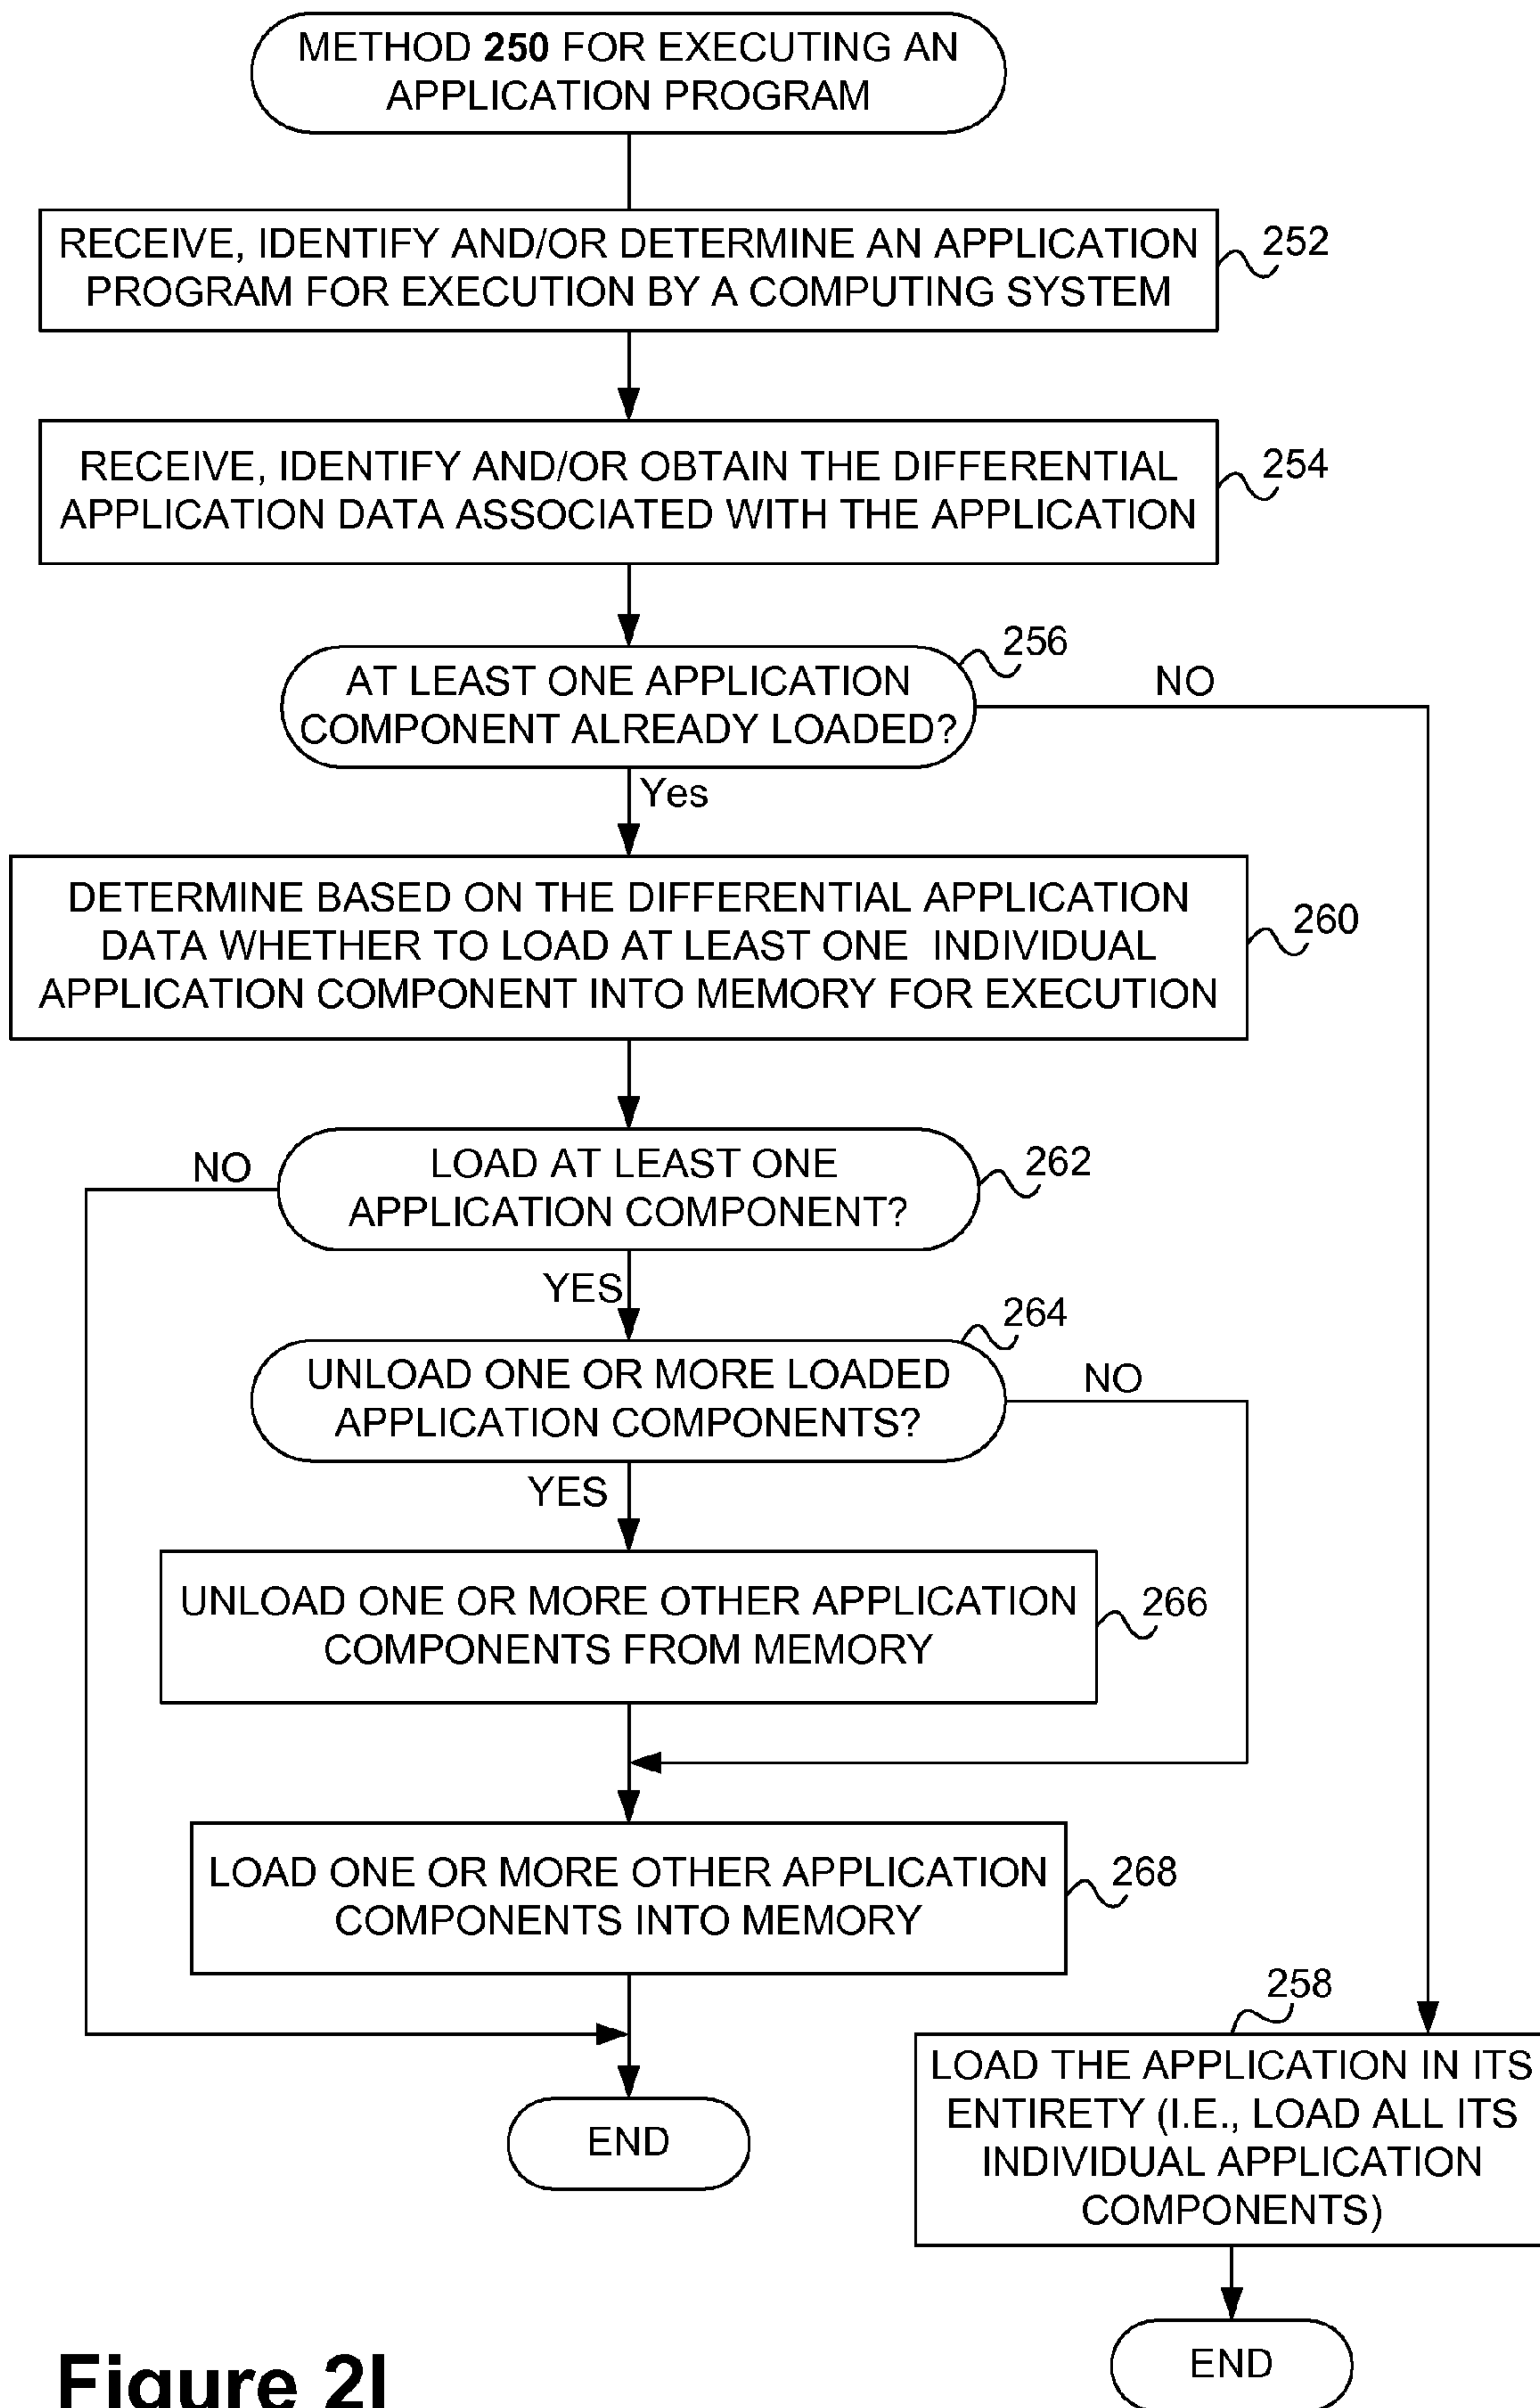 METHOD 250 FOR EXECUTING AN
APPLICATION PROGRAM
RECEIVE, IDENTIFY AND/OR DETERMINE AN APPLICATION
PROGRAM FOR EXECUTION BY A COMPUTING SYSTEM
252
RECEIVE, IDENTIFY AND/OR OBTAIN THE DIFFERENTIAL
APPLICATION DATA ASSOCIATED WITH THE APPLICATION
254
AT LEAST ONE APPLICATION
COMPONENT ALREADY LOADED?
256
NO
Yes
DETERMINE BASED ON THE DIFFERENTIAL APPLICATION
DATA WHETHER TO LOAD AT LEAST ONE INDIVIDUAL
APPLICATION COMPONENT INTO MEMORY FOR EXECUTION
260
NO
LOAD AT LEAST ONE
APPLICATION COMPONENT?
262
YES
264
UNLOAD ONE OR MORE LOADED
APPLICATION COMPONENTS?
NO
YES
UNLOAD ONE OR MORE OTHER APPLICATION
COMPONENTS FROM MEMORY
266
LOAD ONE OR MORE OTHER APPLICATION
COMPONENTS INTO MEMORY
268
258
LOAD THE APPLICATION IN ITS
ENTIRETY (I.E., LOAD ALL ITS
INDIVIDUAL APPLICATION
COMPONENTS)
END
END
Figure 2I